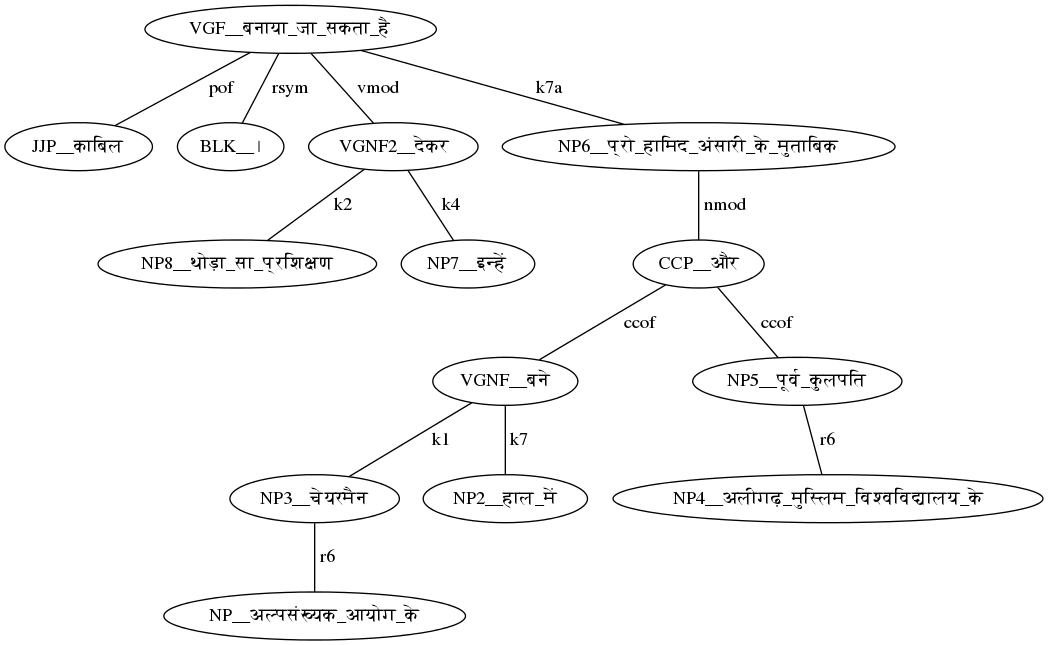 VGF__बनाया_जा_सकता_है
pof rsym vmod k7a
JJP__काबिल BLK__। VGNF2__देकर NP6__प्रो_हामिद_अंसारी_के_मुताबिक
k2 k4 nmod
NP8__थोड़ा_सा_प्रशिक्षण NP7__इन्हें CCP__और
ccof ccof
VGNF__बने NP5__पूर्व_कुलपति
k1 k7 r6
NP3__चेयरमैन NP2__हाल_में NP4__अलीगढ़_मुस्लिम_विश्वविद्यालय_के
r6
NP__अल्पसंख्यक_आयोग_के